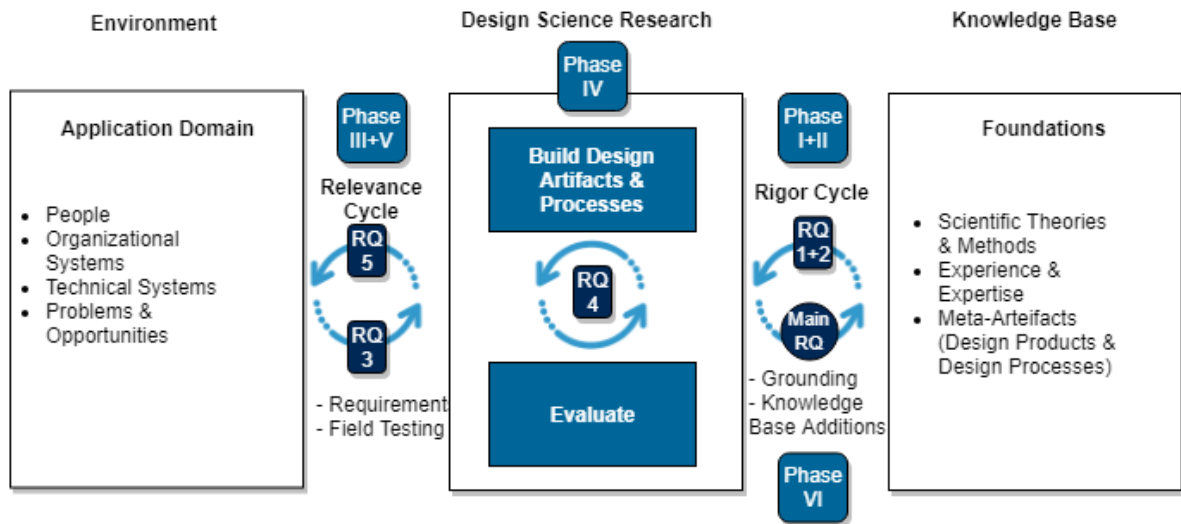 Environment
Design Science Research
Knowledge Base
Phase
IV
Phase
III+V
Phase
I+II
Application Domain
• People
• Organizational
Systems
• Technical Systems
• Problems &
Opportunities
Relevance
Cycle
RQ
5
RQ
3
- Requirement
- Field Testing
Build Design
Artifacts &
Processes
RQ
4
Evaluate
Rigor Cycle
RQ
1+2
Main
RQ
- Grounding
- Knowledge
Base Additions
Phase
VI
Foundations
• Scientific Theories
& Methods
• Experience &
Expertise
• Meta-Arteifacts
(Design Products &
Design Processes)